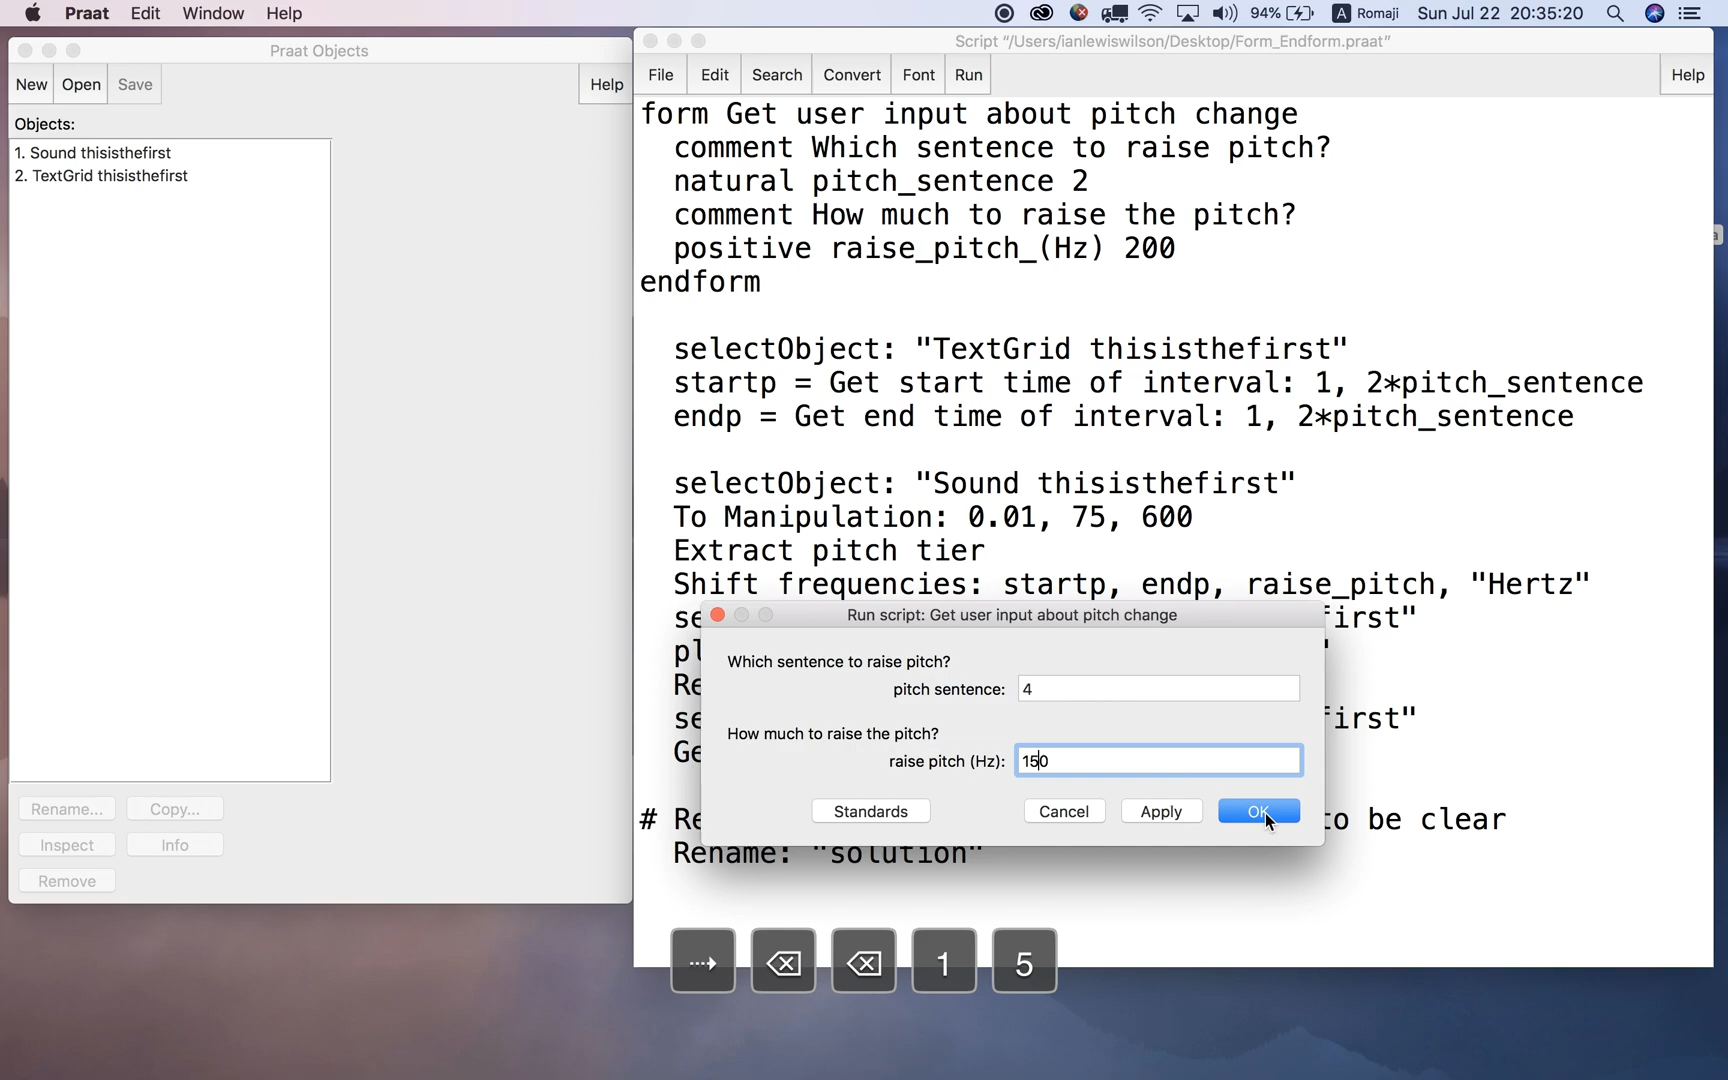 Praat Edit Window Help 94% A Romaji Sun Jul 22 20:35:20
Praat Objects
New Open Save Help
Objects:
1. Sound thisisthefirst
2. TextGrid thisisthefirst
Rename... Copy...
Inspect Info
Remove
Script “/Users/ianlewiswilson/Desktop/Form_Endform.praat”
File Edit Search Convert Font Run Help
form Get user input about pitch change
comment Which sentence to raise pitch?
natural pitch_sentence 2
comment How much to raise the pitch?
positive raise_pitch_(Hz) 200
endform
selectObject: "TextGrid thisisthefirst"
startp = Get start time of interval: 1, 2*pitch_sentence
endp = Get end time of interval: 1, 2*pitch_sentence
selectObject: "Sound thisisthefirst"
To Manipulation: 0.01, 75, 600
Extract pitch tier
Shift frequencies: startp, endp, raise_pitch, "Hertz"
se irst"
pl
Re
se irst"
Ge
# Re to be clear
Rename: "solution"
Run script: Get user input about pitch change
Which sentence to raise pitch?
pitch sentence: 4
How much to raise the pitch?
raise pitch (Hz): 150
Standards Cancel Apply OK
1 5